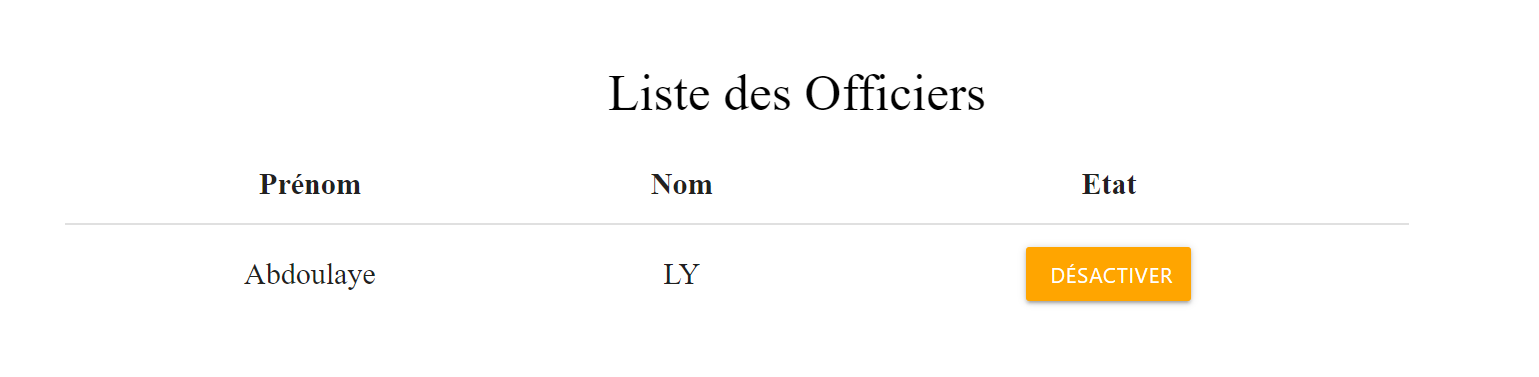 Liste des Officiers
Prénom Nom Etat
Abdoulaye LY DÉSACTIVER